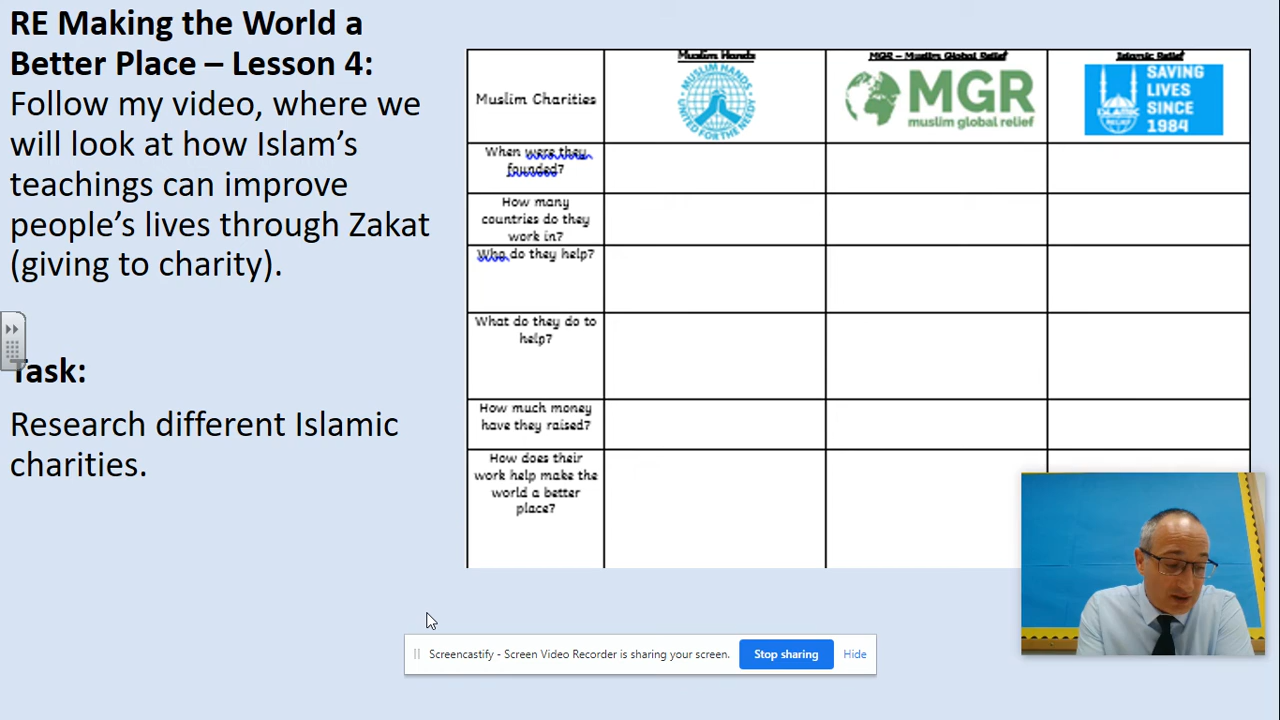 RE Making the World a
Better Place – Lesson 4:
Follow my video, where we
will look at how Islam's
teachings can improve
people's lives through Zakat
(giving to charity).
Task:
Research different Islamic
charities.
Muslim Charities
Muslim Hands
MUSLIM HANDS
UNITED FOR THE NEEDY
MGR – Muslim Global Relief
MGR
muslim global relief
Islamic Relief
ISLAMIC
RELIEF
SAVING
LIVES
SINCE
1984
When were they
founded?
How many
countries do they
work in?
Who do they help?
What do they do to
help?
How much money
have they raised?
How does their
work help make the
world a better
place?
Screencastify - Screen Video Recorder is sharing your screen.
Stop sharing
Hide